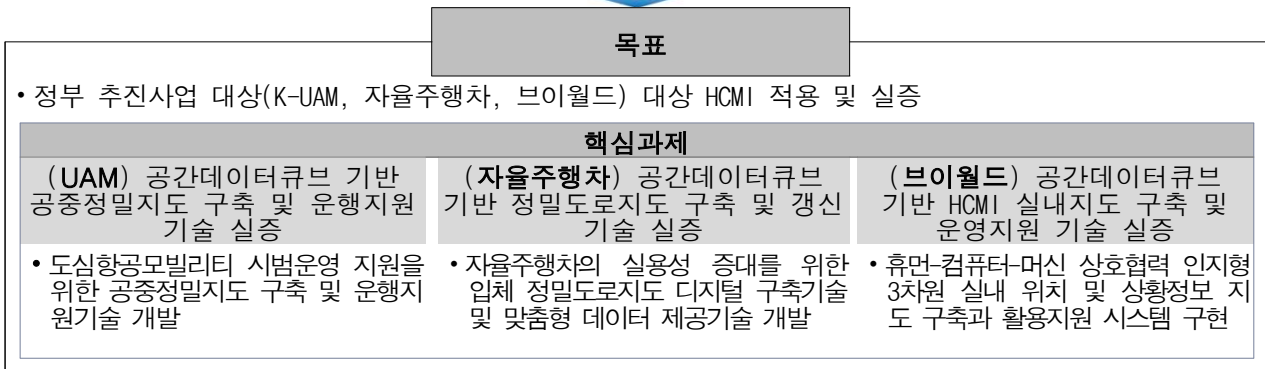 목표
• 정부 추진사업 대상(K-UAM, 자율주행차, 브이월드) 대상 HCMI 적용 및 실증
핵심과제
(UAM) 공간데이터큐브 기반
공중정밀지도 구축 및 운행지원
기술 실증
(자율주행차) 공간데이터큐브
기반 정밀도로지도 구축 및 갱신
기술 실증
(브이월드) 공간데이터큐브
기반 HCMI 실내지도 구축 및
운영지원 기술 실증
• 도심항공모빌리티 시범운영 지원을
위한 공중정밀지도 구축 및 운행지
원기술 개발
• 자율주행차의 실용성 증대를 위한
입체 정밀도로지도 디지털 구축기술
및 맞춤형 데이터 제공기술 개발
• 휴먼-컴퓨터-머신 상호협력 인지형
3차원 실내 위치 및 상황정보 지
도 구축과 활용지원 시스템 구현